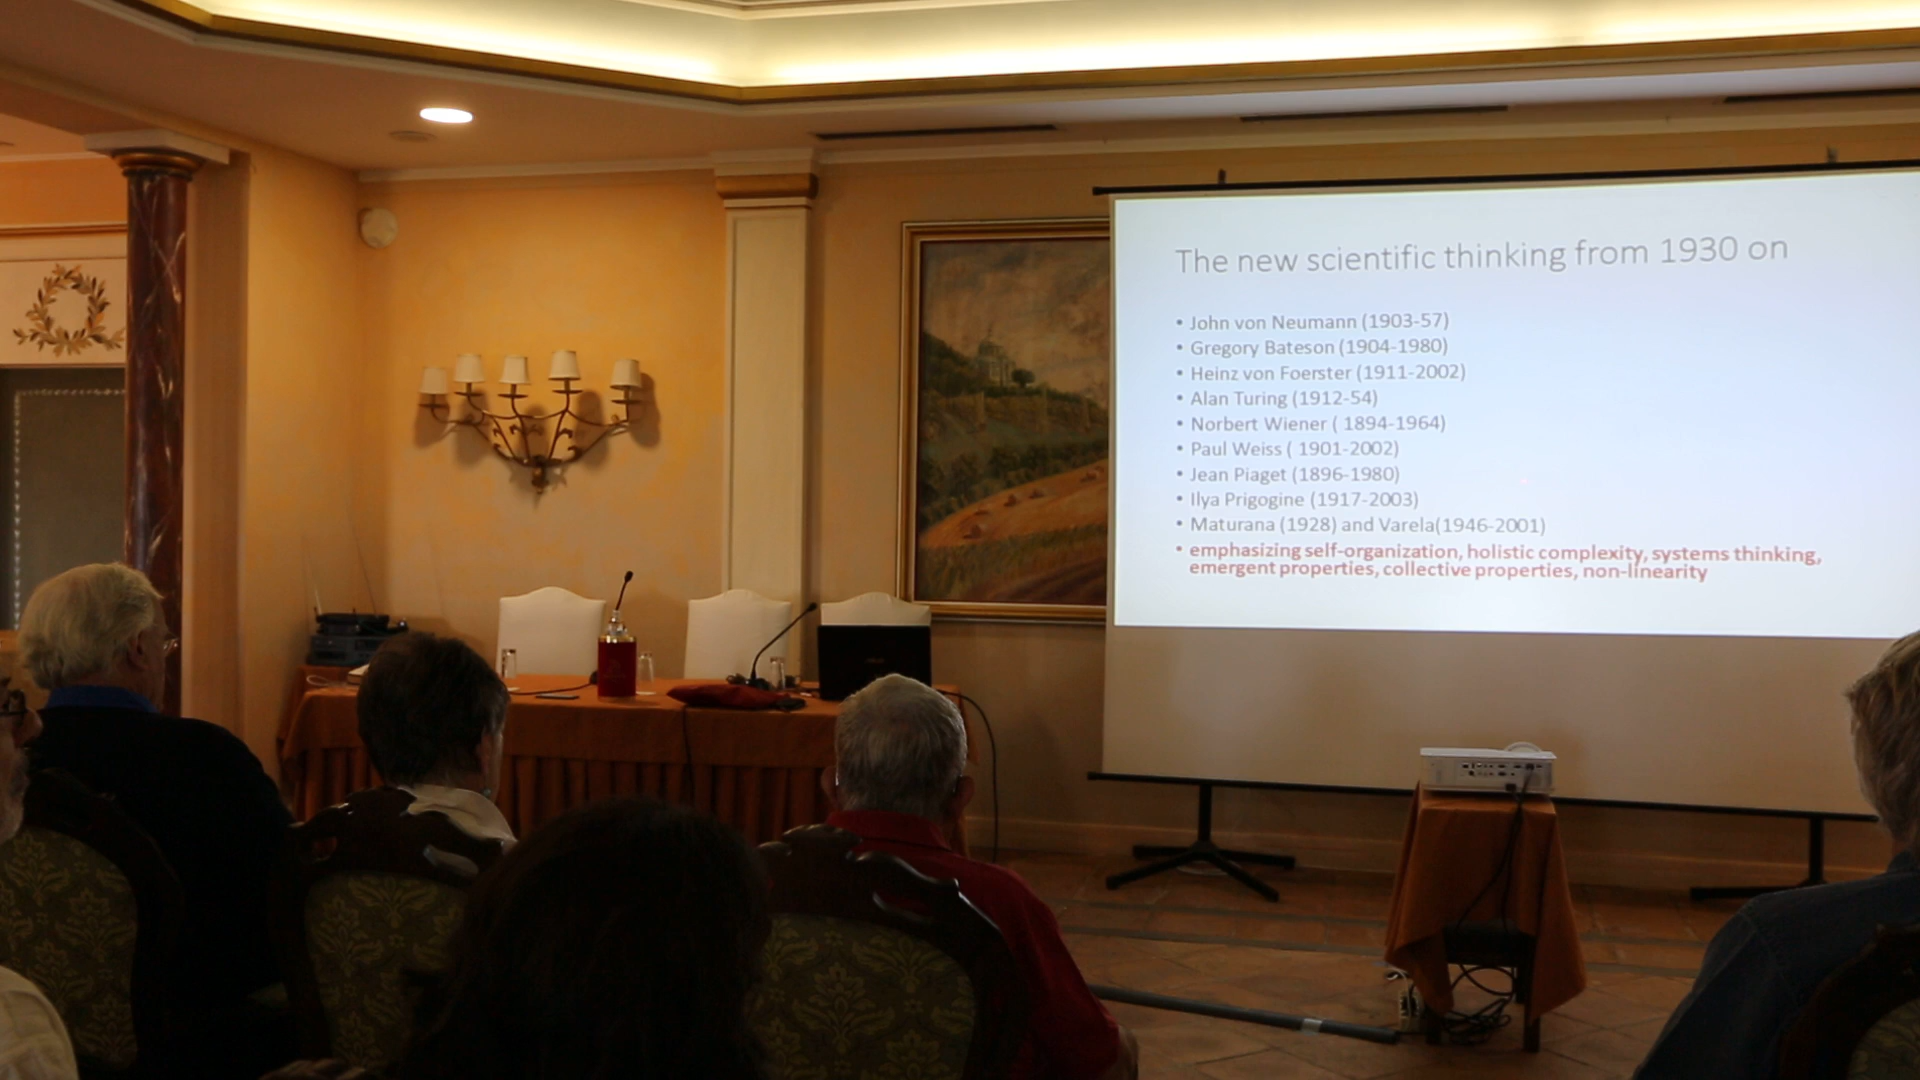 The new scientific thinking from 1930 on
• John von Neumann (1903-57)
• Gregory Bateson (1904-1980)
• Heinz von Foerster (1911-2002)
• Alan Turing (1912-54)
• Norbert Wiener ( 1894-1964)
• Paul Weiss ( 1901-2002)
• Jean Piaget (1896-1980)
• Ilya Prigogine (1917-2003)
• Maturana (1928) and Varela(1946-2001)
• emphasizing self-organization, holistic complexity, systems thinking,
emergent properties, collective properties, non-linearity